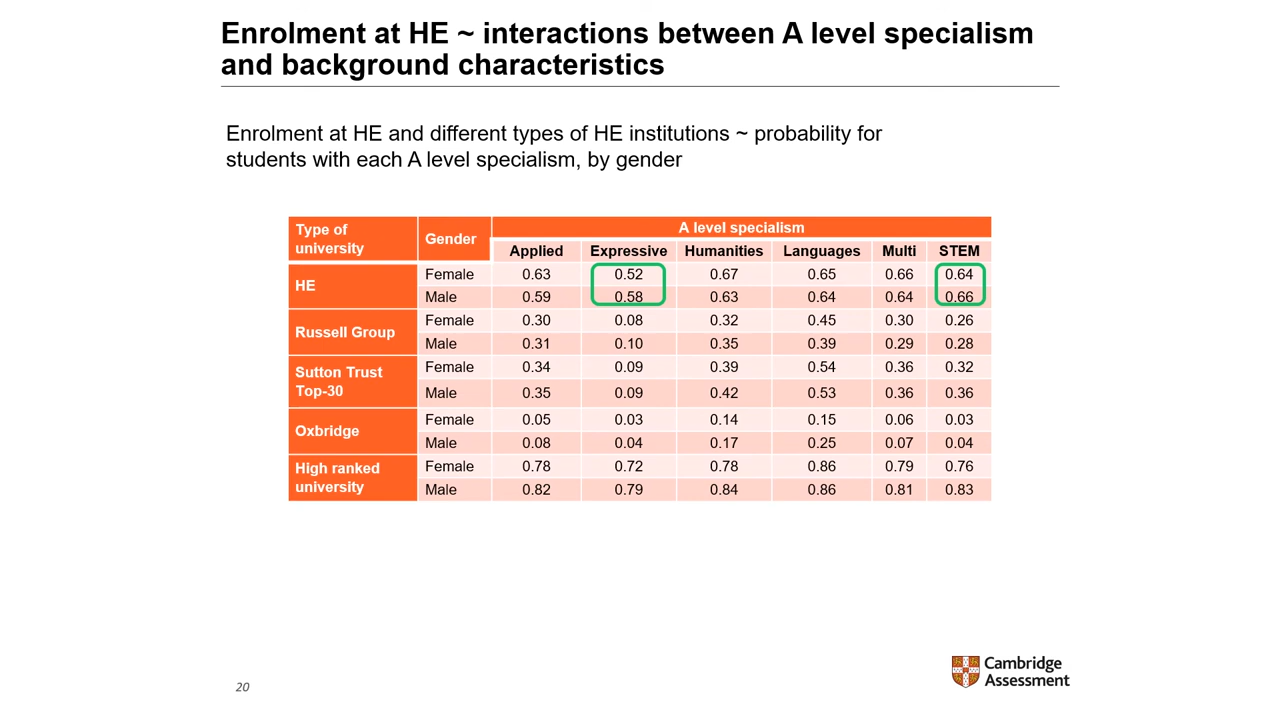 Enrolment at HE ~ interactions between A level specialism
and background characteristics
Enrolment at HE and different types of HE institutions ~ probability for
students with each A level specialism, by gender
Type of university Gender A level specialism
Applied Expressive Humanities Languages Multi STEM
HE Female 0.63 0.52 0.67 0.65 0.66 0.64
Male 0.59 0.58 0.63 0.64 0.64 0.66
Russell Group Female 0.30 0.08 0.32 0.45 0.30 0.26
Male 0.31 0.10 0.35 0.39 0.29 0.28
Sutton Trust Top-30 Female 0.34 0.09 0.39 0.54 0.36 0.32
Male 0.35 0.09 0.42 0.53 0.36 0.36
Oxbridge Female 0.05 0.03 0.14 0.15 0.06 0.03
Male 0.08 0.04 0.17 0.25 0.07 0.04
High ranked university Female 0.78 0.72 0.78 0.86 0.79 0.76
Male 0.82 0.79 0.84 0.86 0.81 0.83
Cambridge
Assessment
20